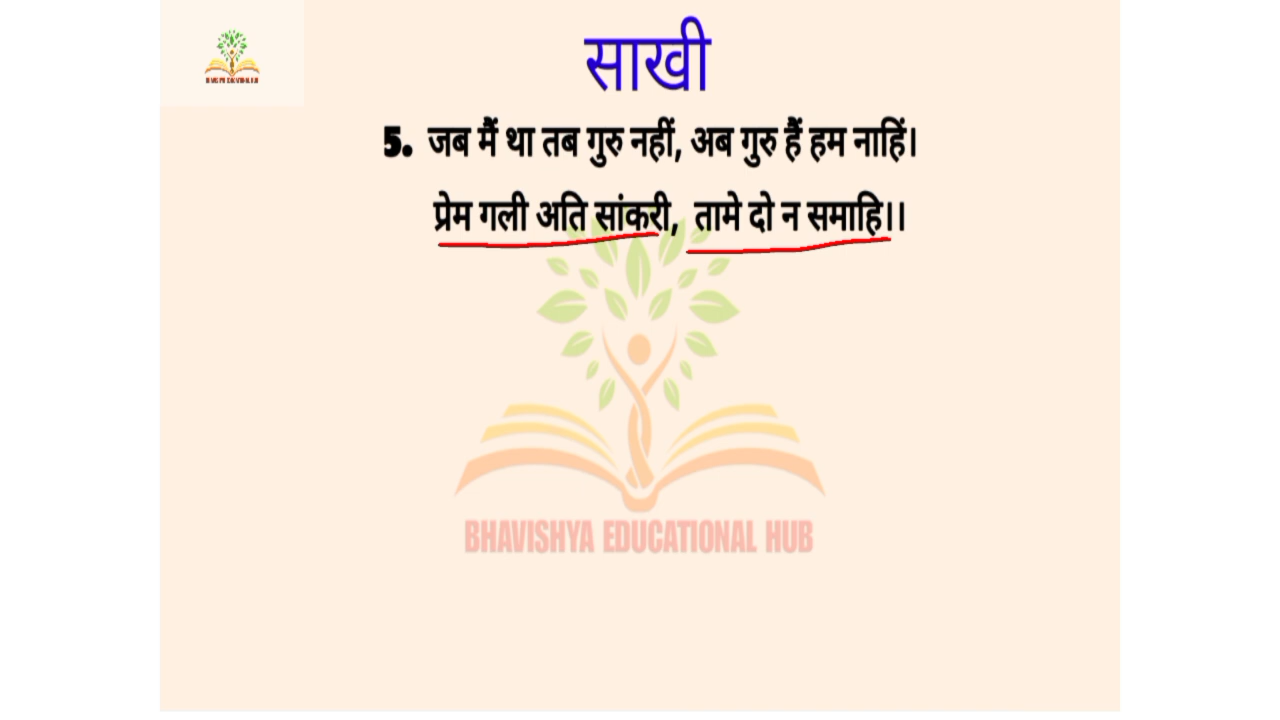 साखी
5. जब मैं था तब गुरु नहीं, अब गुरु हैं हम नाहिं।
प्रेम गली अति सांकरी, तामे दो न समाहि।।
BHAVISHYA EDUCATIONAL HUB